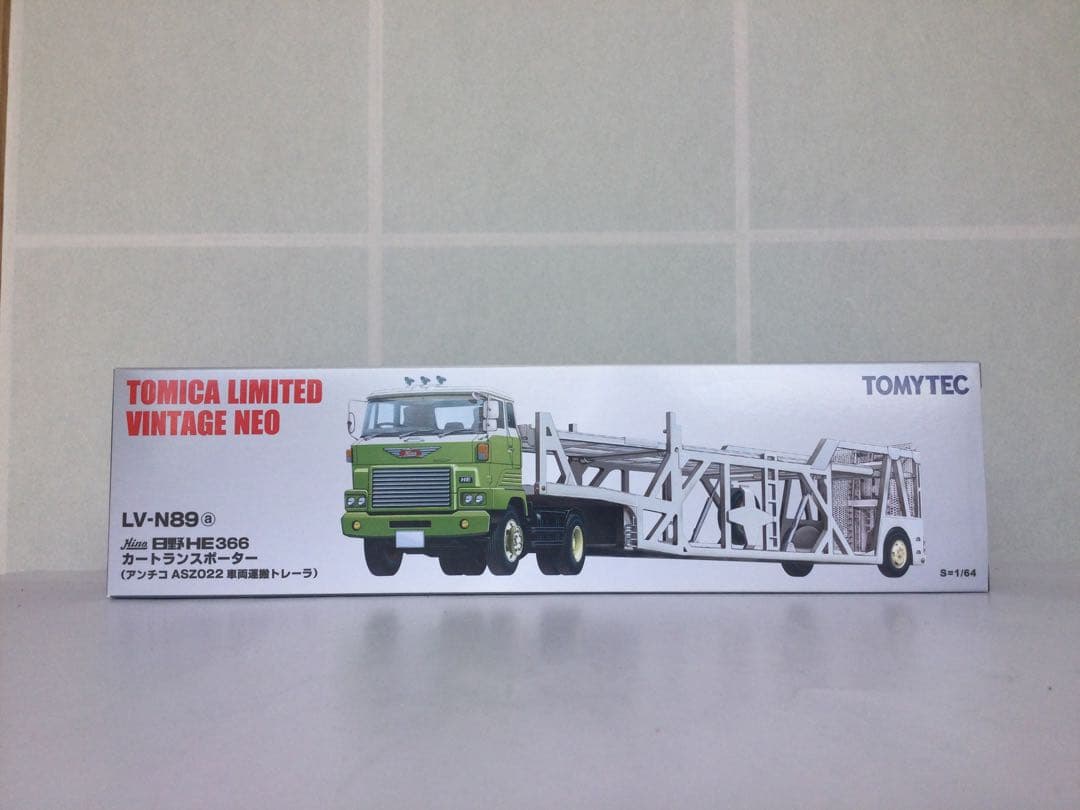 TOMICA LIMITED
VINTAGE NEO
TOMYTEC
HE
LV-N89ⓐ
Hino 日野HE366
カートランスポーター
(アンチコ ASZ022 車両運搬トレーラ)
S=1/64